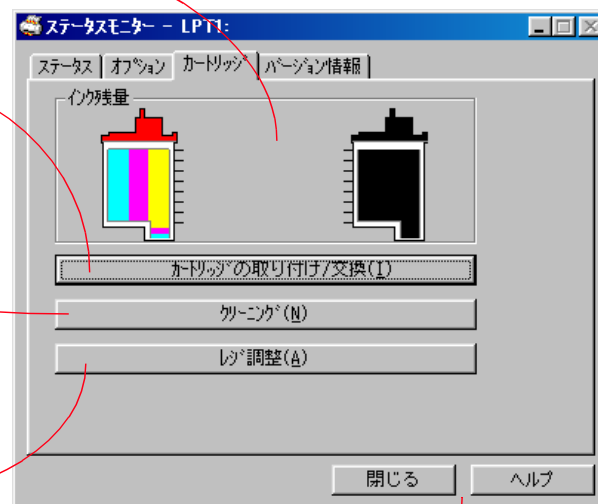 ステータスモニター - LPT1:
ステータス オプション カートリッジ バージョン情報
インク残量
カートリッジの取り付け/交換(I)
クリーニング(N)
レジ調整(A)
閉じる ヘルプ